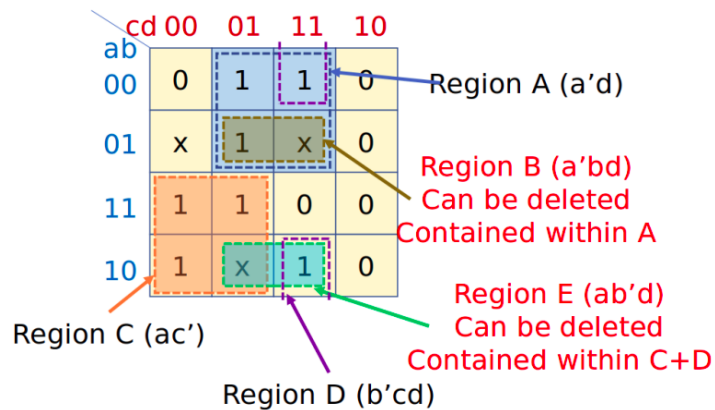 cd 00 01 11 10
ab
00 0 1 1 0
Region A (a’d)
01 x 1 x 0
Region B (a’bd)
Can be deleted
Contained within A
11 1 1 0 0
10 1 x 1 0
Region E (ab’d)
Can be deleted
Contained within C+D
Region C (ac’)
Region D (b’cd)